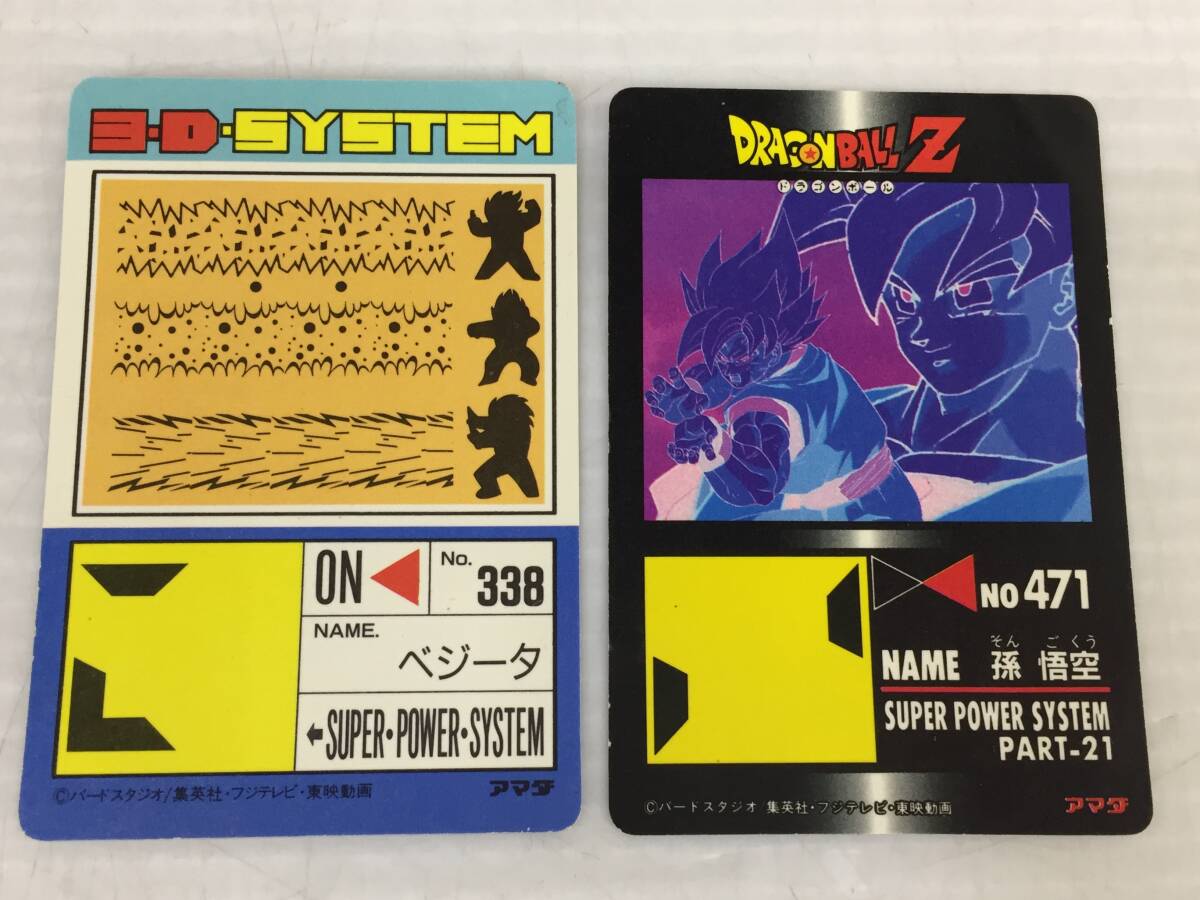 3・D・SYSTEM
ON
No.
338
NAME.
ベジータ
SUPER・POWER・SYSTEM
©バードスタジオ/集英社・フジテレビ・東映動画
アマダ
DRAGON BALL Z
ドラゴンボール
NO 471
そん ご くう
NAME 孫 悟空
SUPER POWER SYSTEM
PART-21
©バードスタジオ/集英社・フジテレビ・東映動画
アマダ